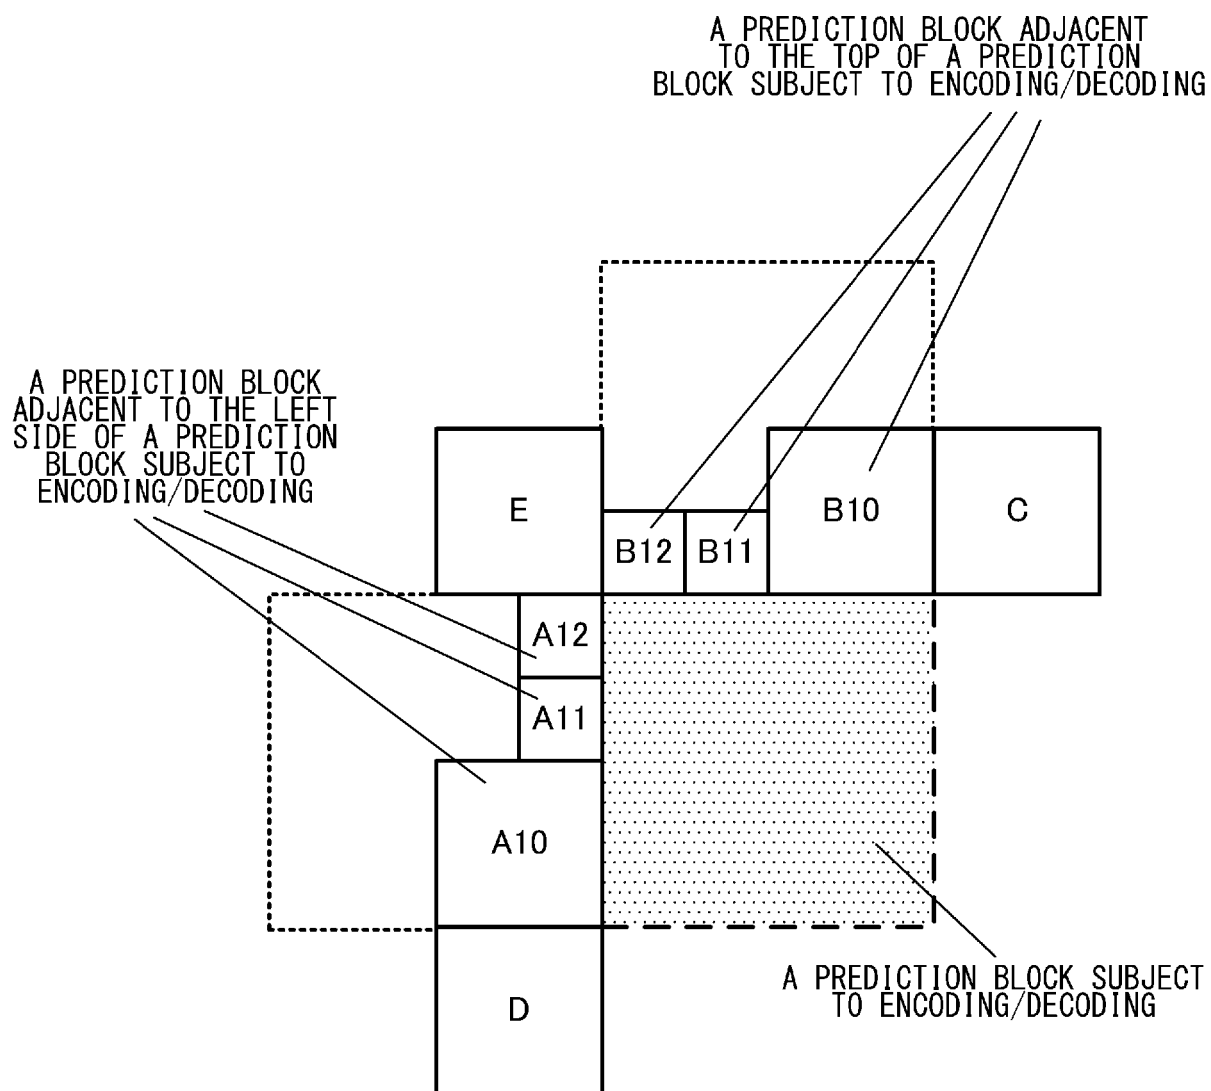 A PREDICTION BLOCK ADJACENT
TO THE TOP OF A PREDICTION
BLOCK SUBJECT TO ENCODING/DECODING
A PREDICTION BLOCK
ADJACENT TO THE LEFT
SIDE OF A PREDICTION
BLOCK SUBJECT TO
ENCODING/DECODING
E
B12
B11
B10
C
A12
A11
A10
D
A PREDICTION BLOCK SUBJECT
TO ENCODING/DECODING